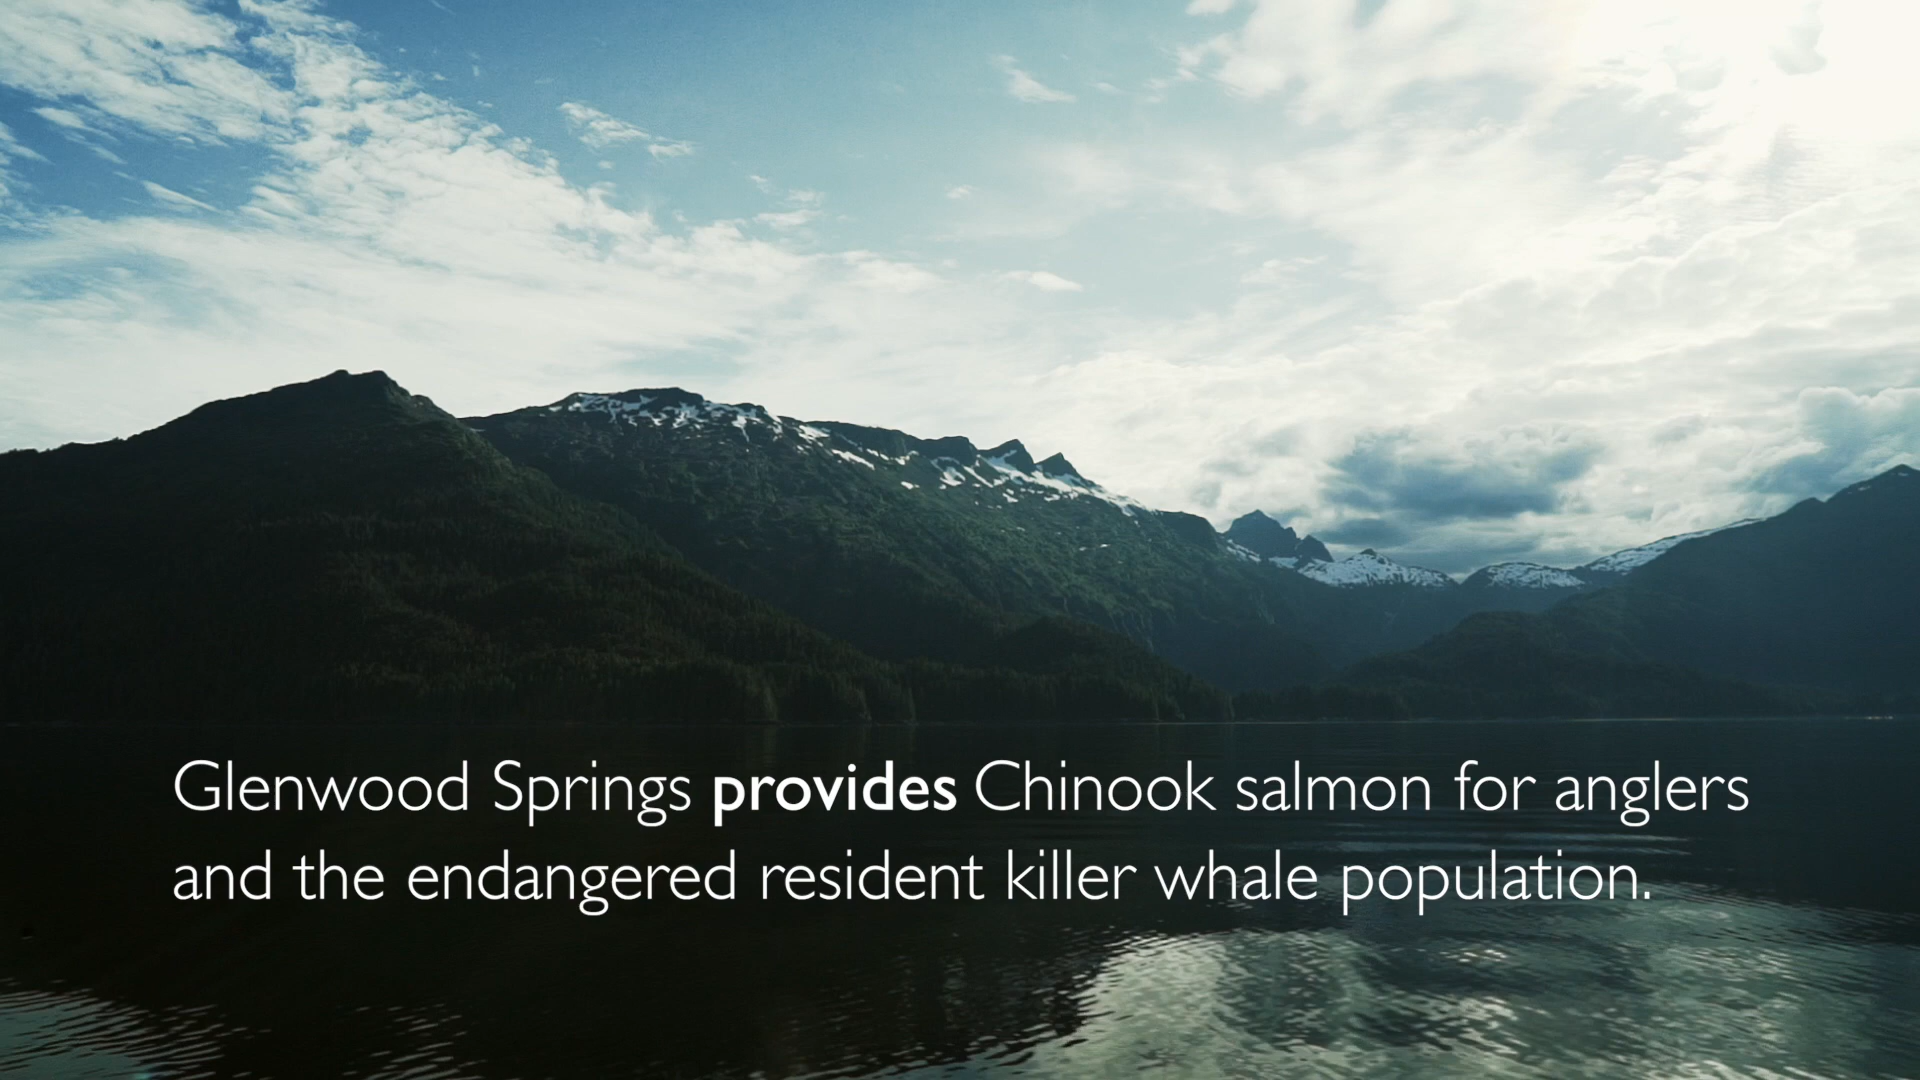 Glenwood Springs provides Chinook salmon for anglers
and the endangered resident killer whale population.